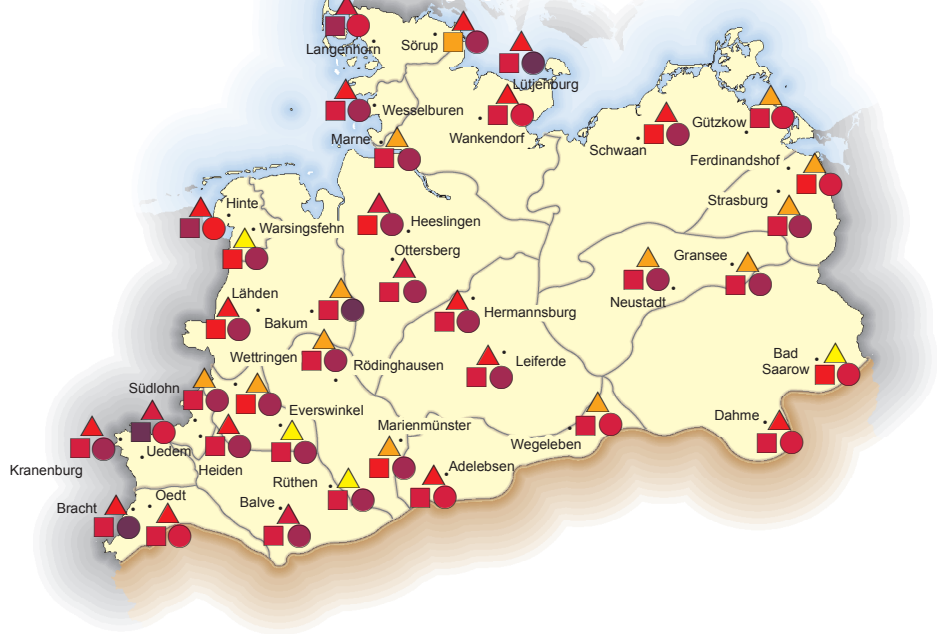 Langenhorn
Sörup
Lütjenburg
Wesselburen
Wankendorf
Gützkow
Marne
Schwaan
Ferdinandshof
Strasburg
Hinte
Warsingsfehn
Heeslingen
Ottersberg
Gransee
Lähden
Neustadt
Hermannsburg
Bakum
Wettringen
Rödinghausen
Leiferde
Bad
Saarow
Südlohn
Everswinkel
Marienmünster
Dahme
Wegeleben
Uedem
Kranenburg
Heiden
Adelebsen
Rüthen
Oedt
Balve
Bracht